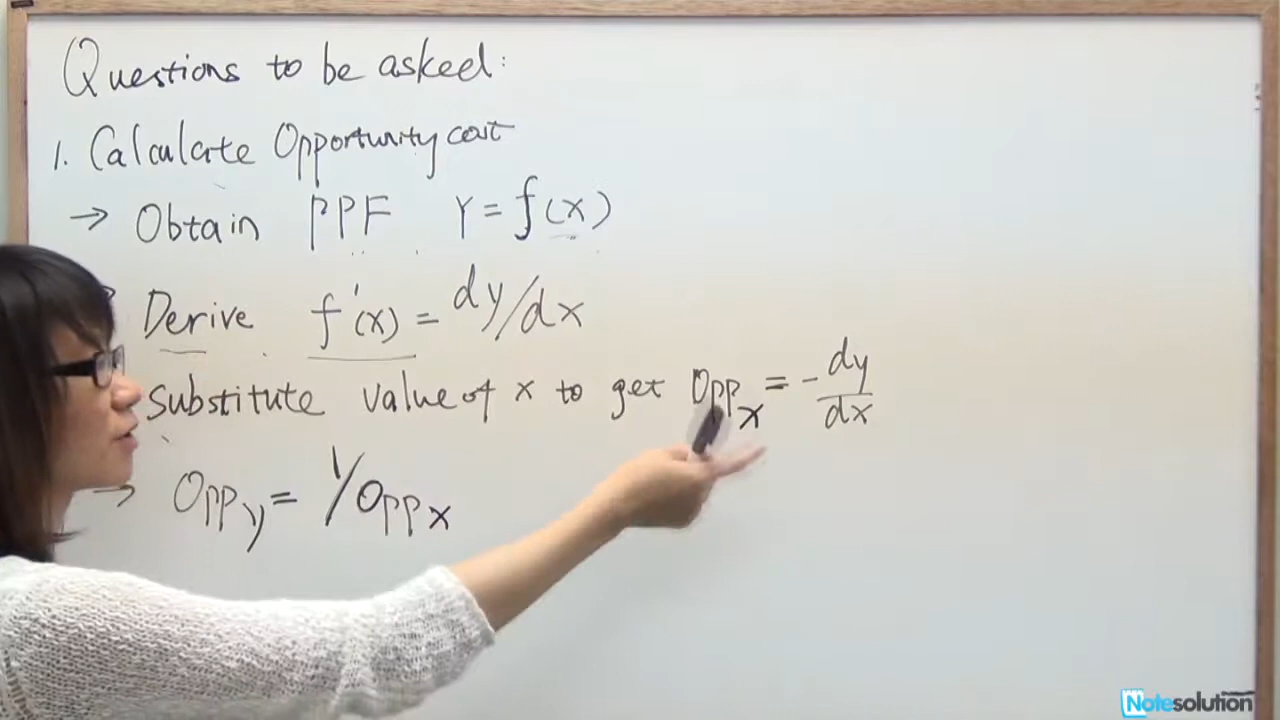 Questions to be asked:
1. Calculate Opportunity cost
→ Obtain PPF Y = f(x)
Derive f'(x) = dy/dx
substitute value of x to get Opp_x = - dy/dx
→ Opp_y = 1/Opp_x
Notesolution